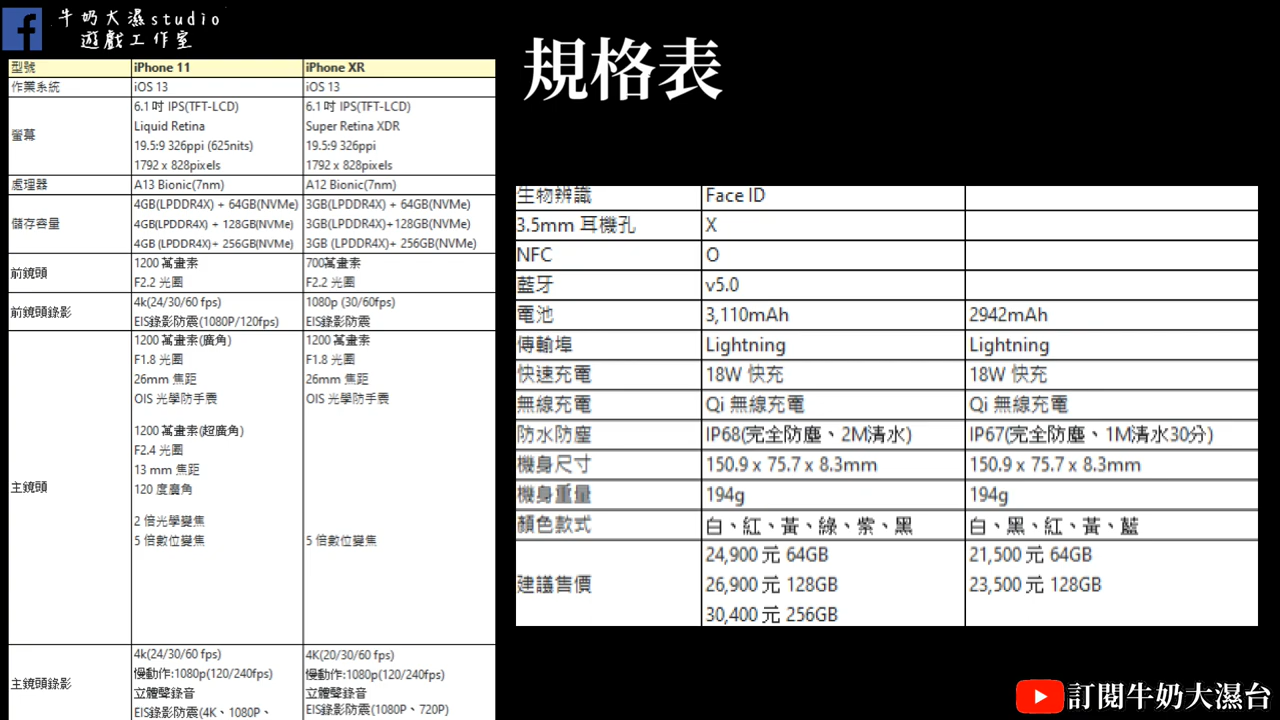 牛奶大濕studio
遊戲工作室
規格表
型號 iPhone 11 iPhone XR
作業系統 iOS 13 iOS 13
螢幕 6.1 吋 IPS(TFT-LCD) 6.1 吋 IPS(TFT-LCD)
Liquid Retina Super Retina XDR
19.5:9 326ppi (625nits) 19.5:9 326ppi
1792 x 828pixels 1792 x 828pixels
處理器 A13 Bionic(7nm) A12 Bionic(7nm)
儲存容量 4GB(LPDDR4X) + 64GB(NVMe) 3GB(LPDDR4X) + 64GB(NVMe)
4GB(LPDDR4X) + 128GB(NVMe) 3GB(LPDDR4X)+128GB(NVMe)
4GB (LPDDR4X)+ 256GB(NVMe) 3GB (LPDDR4X)+ 256GB(NVMe)
前鏡頭 1200 萬畫素 700萬畫素
F2.2 光圈 F2.2 光圈
前鏡頭錄影 4k(24/30/60 fps) 1080p (30/60fps)
EIS錄影防震(1080P/120fps) EIS錄影防震
主鏡頭 1200 萬畫素(廣角) 1200 萬畫素
F1.8 光圈 F1.8 光圈
26mm 焦距 26mm 焦距
OIS 光學防手震 OIS 光學防手震
1200 萬畫素(超廣角)
F2.4 光圈
13 mm 焦距
120 度廣角
2 倍光學變焦
5 倍數位變焦 5 倍數位變焦
主鏡頭錄影 4k(24/30/60 fps) 4K(20/30/60 fps)
慢動作:1080p(120/240fps) 慢動作:1080p(120/240fps)
立體聲錄音 立體聲錄音
EIS錄影防震(4K、1080P、 EIS錄影防震(1080P、720P)
生物辨識 Face ID
3.5mm 耳機孔 X
NFC O
藍牙 v5.0
電池 3,110mAh 2942mAh
傳輸埠 Lightning Lightning
快速充電 18W 快充 18W 快充
無線充電 Qi 無線充電 Qi 無線充電
防水防塵 IP68(完全防塵、2M清水) IP67(完全防塵、1M清水30分)
機身尺寸 150.9 x 75.7 x 8.3mm 150.9 x 75.7 x 8.3mm
機身重量 194g 194g
顏色款式 白、紅、黃、綠、紫、黑 白、黑、紅、黃、藍
建議售價 24,900 元 64GB 21,500 元 64GB
26,900 元 128GB 23,500 元 128GB
30,400 元 256GB
訂閱牛奶大濕台